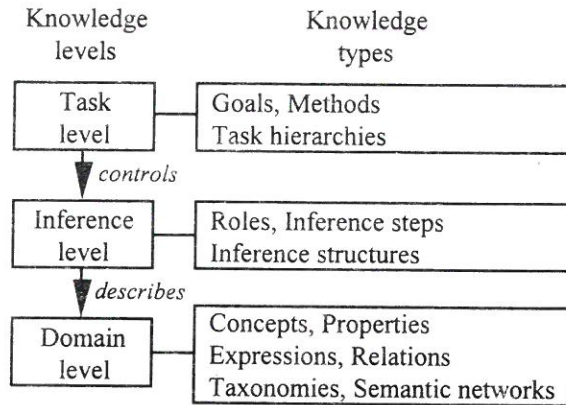 Knowledge
levels
Knowledge
types
Task
level
Goals, Methods
Task hierarchies
controls
Inference
level
Roles, Inference steps
Inference structures
describes
Domain
level
Concepts, Properties
Expressions, Relations
Taxonomies, Semantic networks